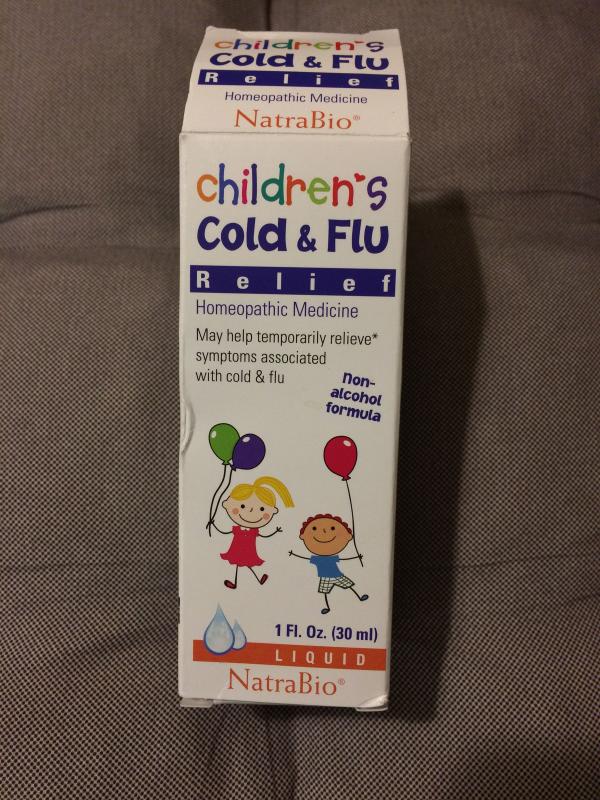 children's
Cold & Flu
Relief
Homeopathic Medicine
NatraBio®
children's
Cold & Flu
Relief
Homeopathic Medicine
May help temporarily relieve*
symptoms associated
with cold & flu
Non-
alcohol
formula
1 Fl. Oz. (30 ml)
LIQUID
NatraBio®